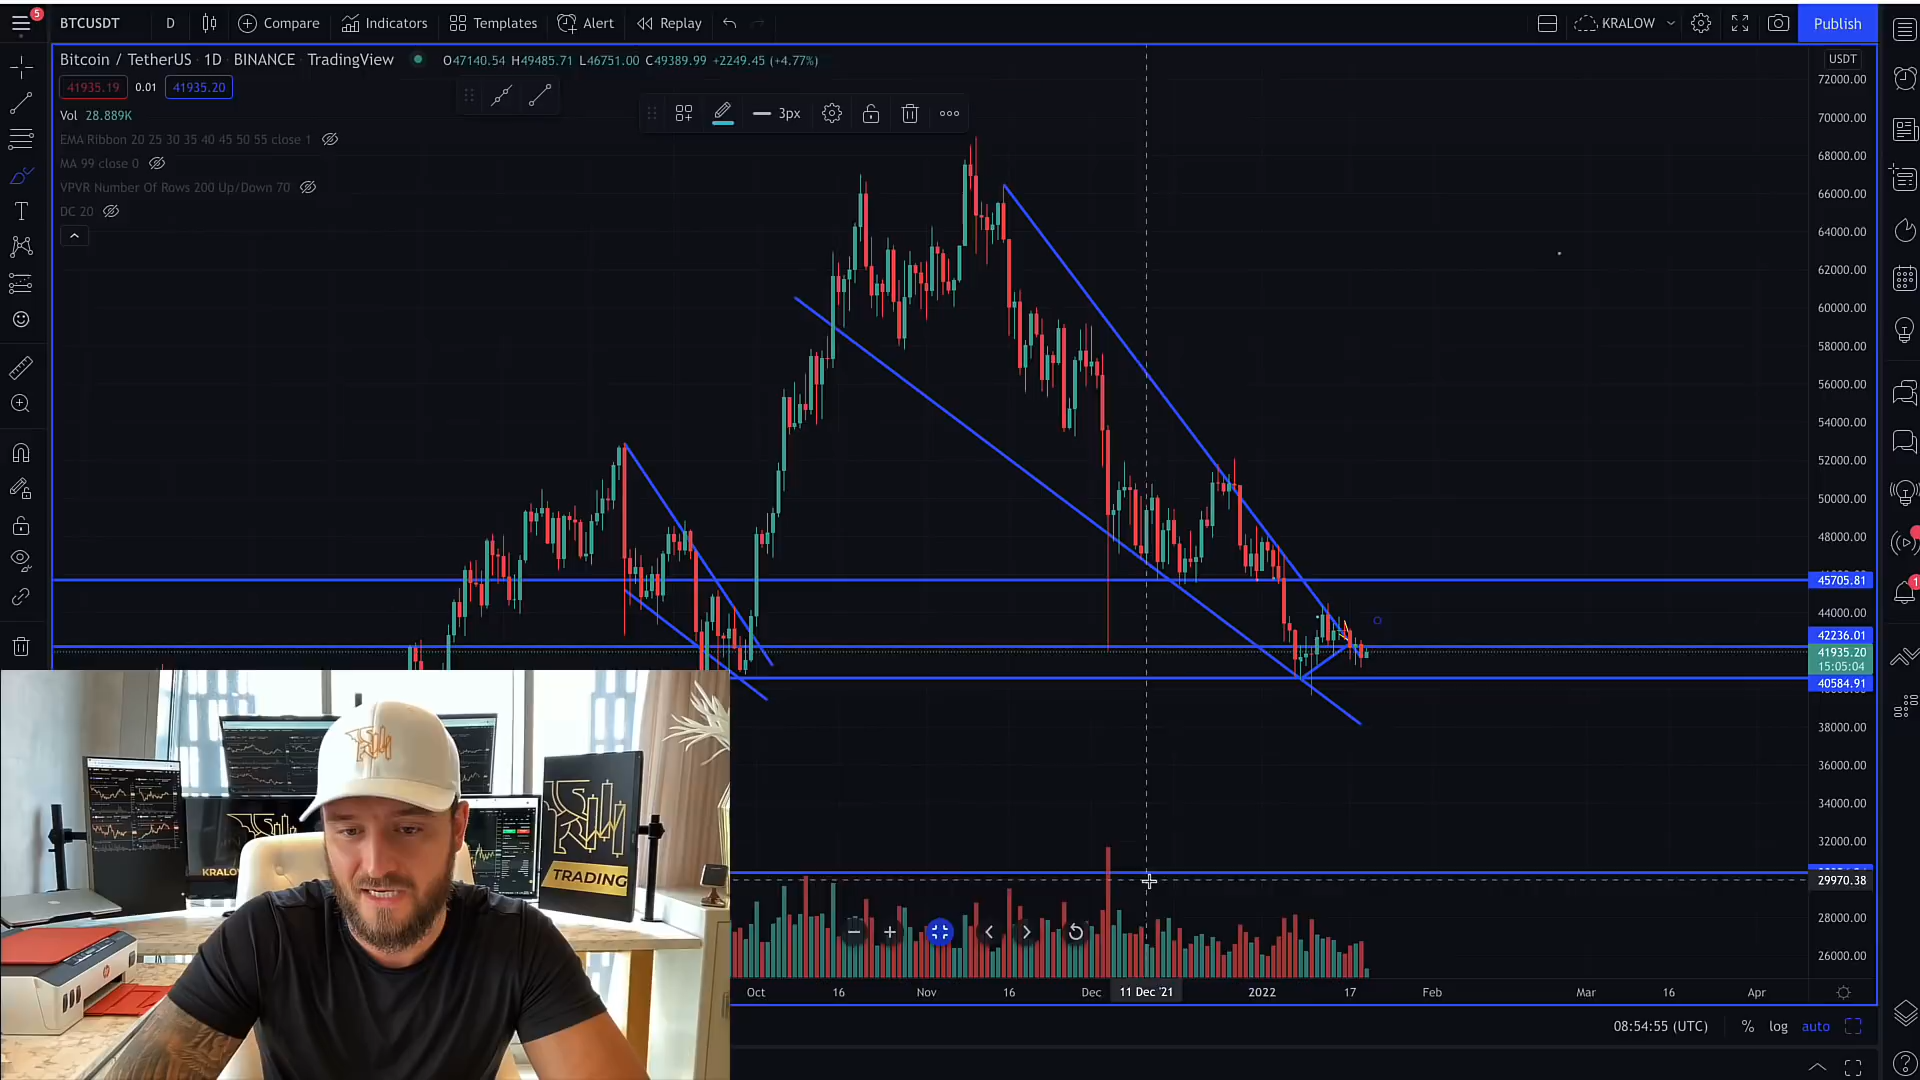 5
BTCUSDT
D
Compare
Indicators
Templates
Alert
Replay
KRALOW
Publish
Bitcoin / TetherUS · 1D · BINANCE · TradingView
O47140.54 H49485.71 L46751.00 C49389.99 +2249.45 (+4.77%)
USDT
41935.19 0.01 41935.20
Vol 28.889K
EMA Ribbon 20 25 30 35 40 45 50 55 close 1
MA 99 close 0
VPVR Number Of Rows 200 Up/Down 70
DC 20
3px
72000.00
70000.00
68000.00
66000.00
64000.00
62000.00
60000.00
58000.00
56000.00
54000.00
52000.00
50000.00
48000.00
45705.81
44000.00
42236.01
41935.20
15:05:04
40584.91
38000.00
36000.00
34000.00
32000.00
29970.38
28000.00
26000.00
1
Oct 16 Nov 16 Dec 11 Dec '21 2022 17 Feb Mar 16 Apr
08:54:55 (UTC) % log auto
KRALOW
TRADING
hp